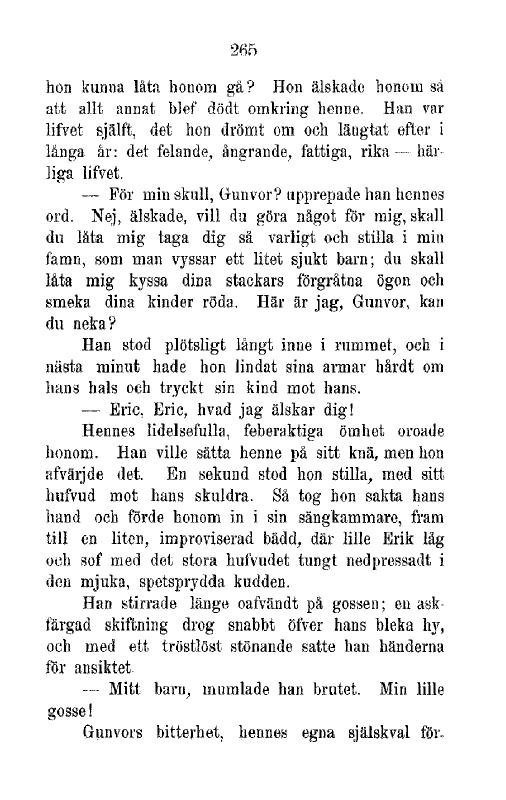 265
hon kunna låta honom gå? Hon älskade honom så
att allt annat blef dödt omkring henne. Han var
lifvet själft, det hon drömt om och längtat efter i
långa år: det felande, ångrande, fattiga, rika — här-
liga lifvet.
— För min skull, Gunvor? upprepade han hennes
ord. Nej, älskade, vill du göra något för mig, skall
du låta mig taga dig så varligt och stilla i min
famn, som man vyssar ett litet sjukt barn; du skall
låta mig kyssa dina stackars förgråtna ögon och
smeka dina kinder röda. Här är jag, Gunvor, kan
du neka?
Han stod plötsligt långt inne i rummet, och i
nästa minut hade hon lindat sina armar hårdt om
hans hals och tryckt sin kind mot hans.
— Eric, Eric, hvad jag älskar dig!
Hennes lidelsefulla, feberaktiga ömhet oroade
honom. Han ville sätta henne på sitt knä, men hon
afvärjde det. En sekund stod hon stilla, med sitt
hufvud mot hans skuldra. Så tog hon sakta hans
hand och förde honom in i sin sängkammare, fram
till en liten, improviserad bädd, där lille Erik låg
och sof med det stora hufvudet tungt nedpressadt i
den mjuka, spetsprydda kudden.
Han stirrade länge oafvändt på gossen; en ask-
färgad skiftning drog snabbt öfver hans bleka hy,
och med ett tröstlöst stönande satte han händerna
för ansiktet.
— Mitt barn, mumlade han brutet. Min lille
gosse!
Gunvors bitterhet, hennes egna själskval för-